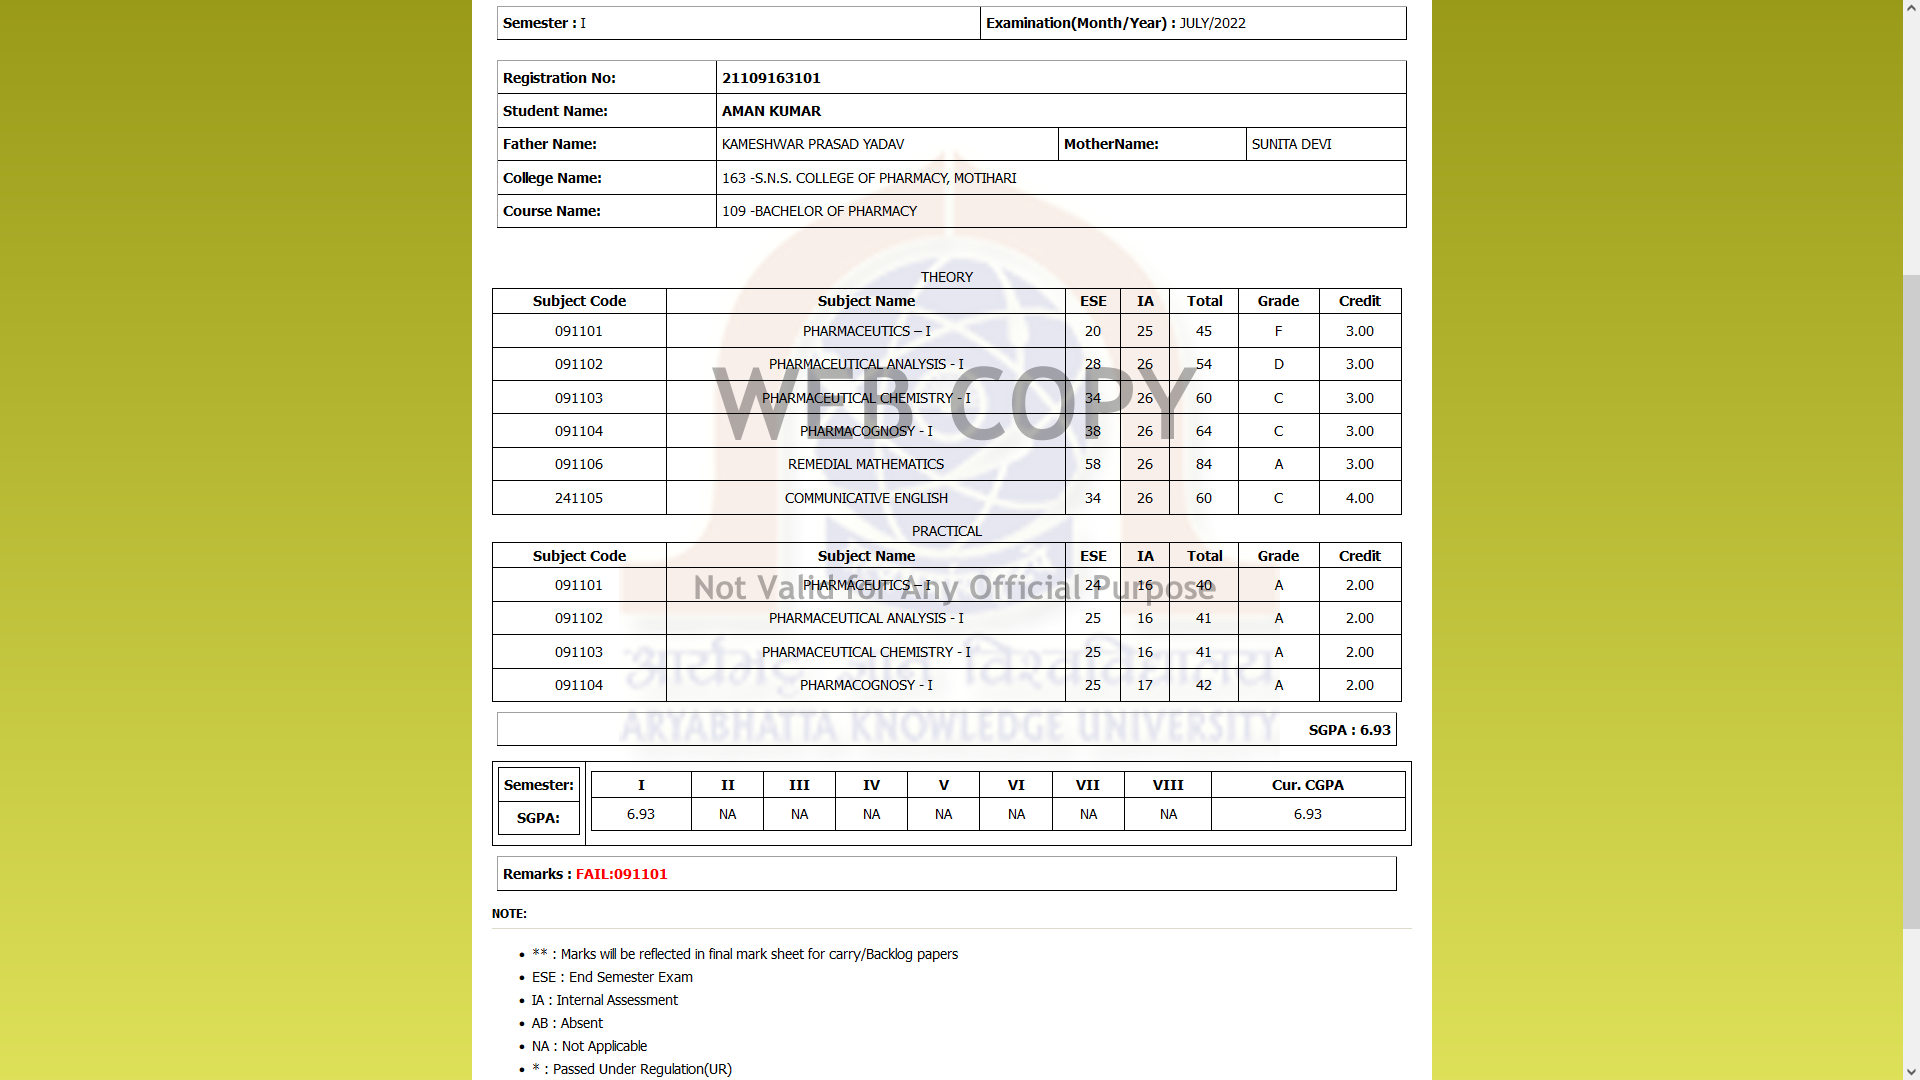 Semester : I Examination(Month/Year) : JULY/2022
Registration No: 21109163101
Student Name: AMAN KUMAR
Father Name: KAMESHWAR PRASAD YADAV MotherName: SUNITA DEVI
College Name: 163 -S.N.S. COLLEGE OF PHARMACY, MOTIHARI
Course Name: 109 -BACHELOR OF PHARMACY
THEORY
Subject Code Subject Name ESE IA Total Grade Credit
091101 PHARMACEUTICS – I 20 25 45 F 3.00
091102 PHARMACEUTICAL ANALYSIS - I 28 26 54 D 3.00
WEB COPY
091103 PHARMACEUTICAL CHEMISTRY - I 34 26 60 C 3.00
091104 PHARMACOGNOSY - I 38 26 64 C 3.00
091106 REMEDIAL MATHEMATICS 58 26 84 A 3.00
241105 COMMUNICATIVE ENGLISH 34 26 60 C 4.00
PRACTICAL
Subject Code Subject Name ESE IA Total Grade Credit
091101 PHARMACEUTICS – I 24 16 40 A 2.00
Not Valid for Any Official Purpose
091102 PHARMACEUTICAL ANALYSIS - I 25 16 41 A 2.00
091103 PHARMACEUTICAL CHEMISTRY - I 25 16 41 A 2.00
आर्यभट्ट ज्ञान विश्वविद्यालय
091104 PHARMACOGNOSY - I 25 17 42 A 2.00
ARYABHATTA KNOWLEDGE UNIVERSITY
SGPA : 6.93
Semester: I II III IV V VI VII VIII Cur. CGPA
SGPA: 6.93 NA NA NA NA NA NA NA 6.93
Remarks : FAIL:091101
NOTE:
• ** : Marks will be reflected in final mark sheet for carry/Backlog papers
• ESE : End Semester Exam
• IA : Internal Assessment
• AB : Absent
• NA : Not Applicable
• * : Passed Under Regulation(UR)